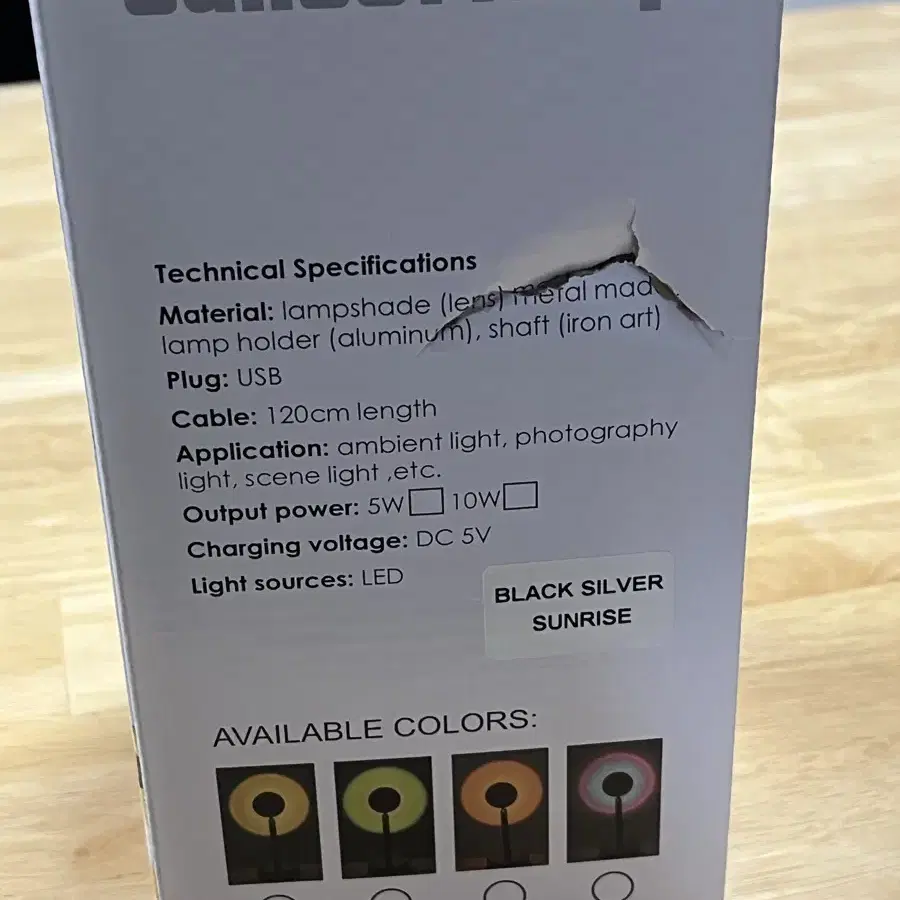 Technical Specifications
Material: lampshade (lens) metal mad
lamp holder (aluminum), shaft (iron art)
Plug: USB
Cable: 120cm length
Application: ambient light, photography
light, scene light ,etc.
Output power: 5W 10W
Charging voltage: DC 5V
Light sources: LED
BLACK SILVER
SUNRISE
AVAILABLE COLORS: